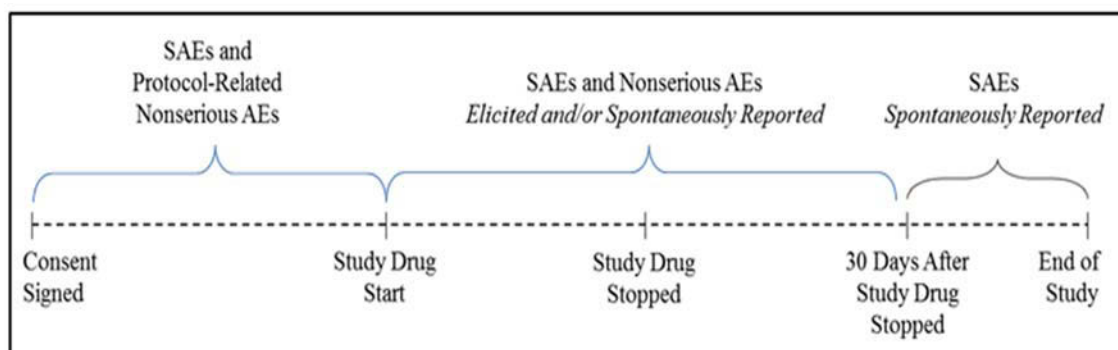 SAEs and
Protocol-Related
Nonserious AEs
SAEs and Nonserious AEs
Elicited and/or Spontaneously Reported
SAEs
Spontaneously Reported
Consent
Signed
Study Drug
Start
Study Drug
Stopped
30 Days After
Study Drug
Stopped
End of
Study